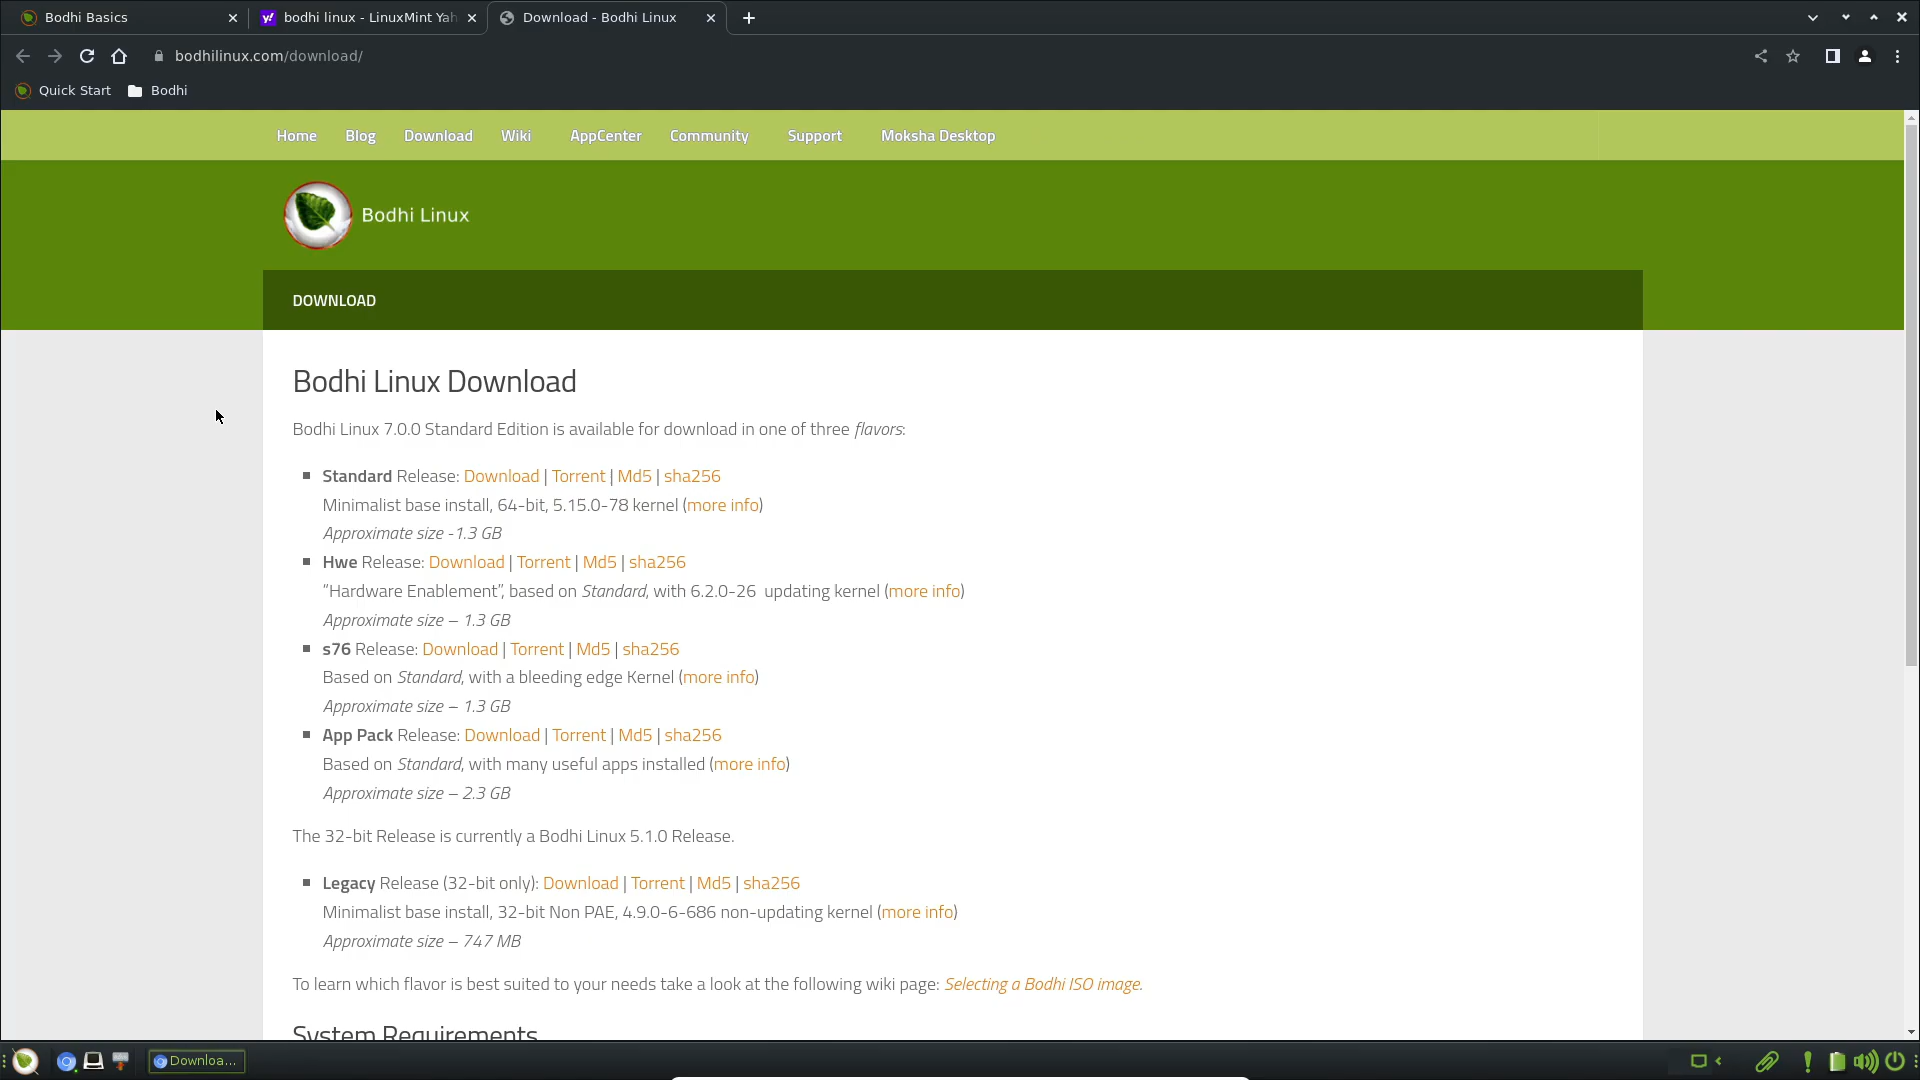 Bodhi Basics
bodhi linux - LinuxMint Yah
Download - Bodhi Linux
bodhilinux.com/download/
Quick Start
Bodhi
Home Blog Download Wiki AppCenter Community Support Moksha Desktop
Bodhi Linux
DOWNLOAD
Bodhi Linux Download
Bodhi Linux 7.0.0 Standard Edition is available for download in one of three flavors:
Standard Release: Download | Torrent | Md5 | sha256
Minimalist base install, 64-bit, 5.15.0-78 kernel (more info)
Approximate size -1.3 GB
Hwe Release: Download | Torrent | Md5 | sha256
“Hardware Enablement”, based on Standard, with 6.2.0-26  updating kernel (more info)
Approximate size – 1.3 GB
s76 Release: Download | Torrent | Md5 | sha256
Based on Standard, with a bleeding edge Kernel (more info)
Approximate size – 1.3 GB
App Pack Release: Download | Torrent | Md5 | sha256
Based on Standard, with many useful apps installed (more info)
Approximate size – 2.3 GB
The 32-bit Release is currently a Bodhi Linux 5.1.0 Release.
Legacy Release (32-bit only): Download | Torrent | Md5 | sha256
Minimalist base install, 32-bit Non PAE, 4.9.0-6-686 non-updating kernel (more info)
Approximate size – 747 MB
To learn which flavor is best suited to your needs take a look at the following wiki page: Selecting a Bodhi ISO image.
System Requirements
Downloa...